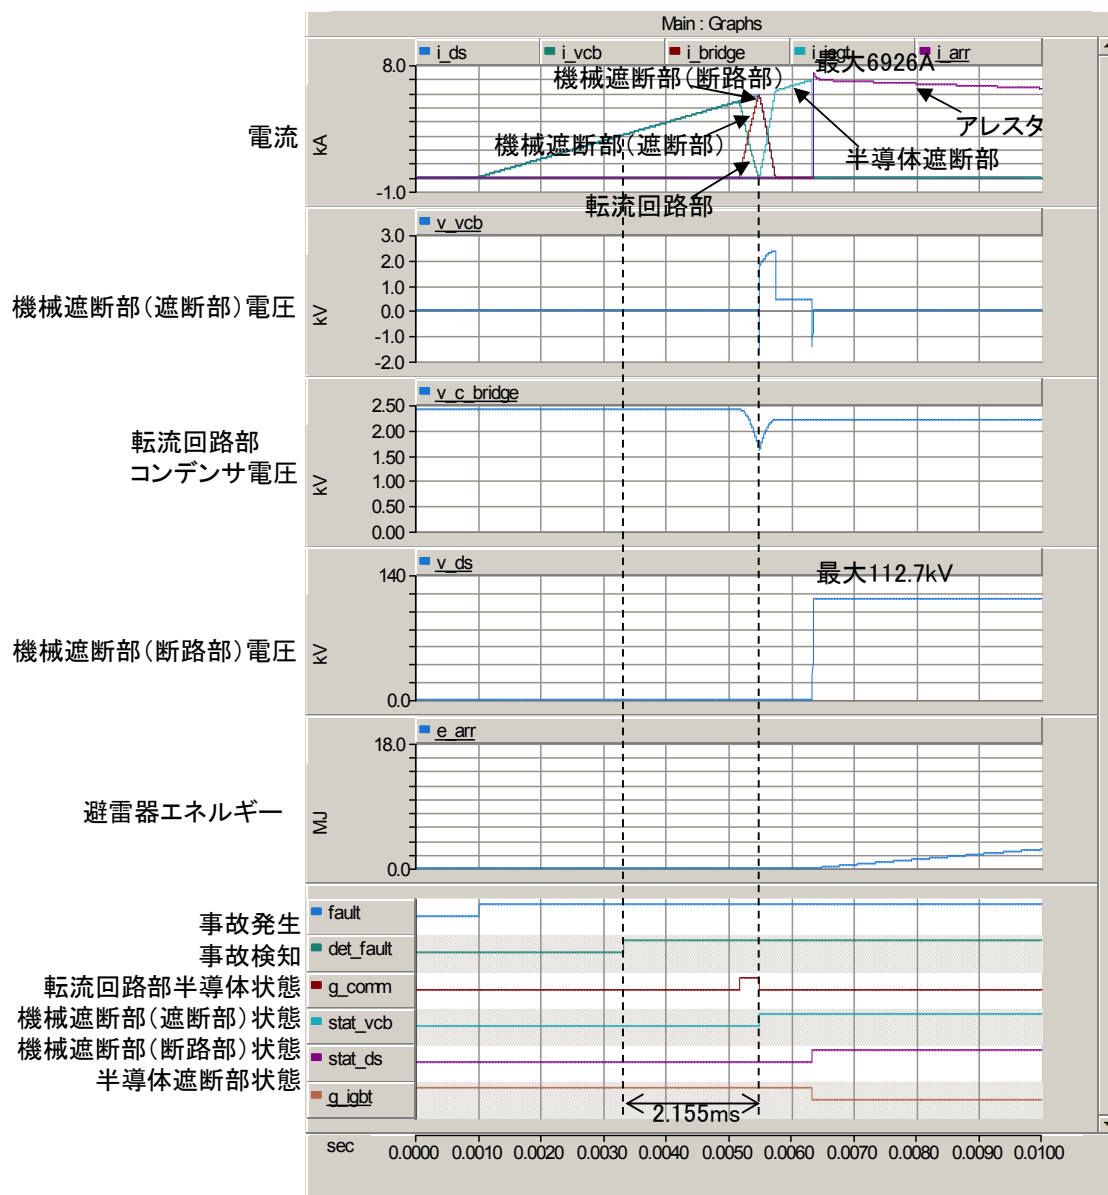 Main : Graphs
i_ds i_vcb i_bridge i_iegt i_arr
最大6926A
機械遮断部(断路部)
機械遮断部(遮断部)
アレスタ
半導体遮断部
転流回路部
電流
kA
8.0
-1.0
v_vcb
機械遮断部(遮断部)電圧
kV
3.0
2.0
1.0
0.0
-1.0
-2.0
v_c_bridge
転流回路部
コンデンサ電圧
kV
2.50
2.00
1.50
1.00
0.50
0.00
v_ds
最大112.7kV
機械遮断部(断路部)電圧
kV
140
0.0
e_arr
避雷器エネルギー
MJ
18.0
0.0
事故発生 fault
事故検知 det_fault
転流回路部半導体状態 g_comm
機械遮断部(遮断部)状態 stat_vcb
機械遮断部(断路部)状態 stat_ds
半導体遮断部状態 g_igbt
2.155ms
sec 0.0000 0.0010 0.0020 0.0030 0.0040 0.0050 0.0060 0.0070 0.0080 0.0090 0.0100